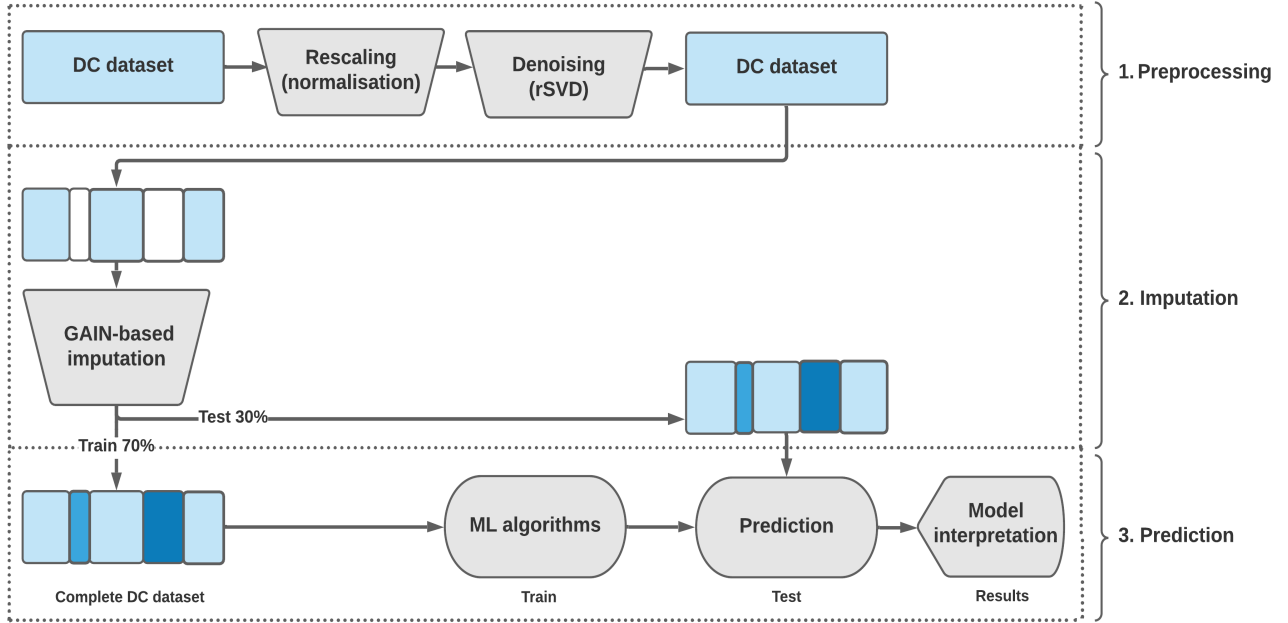 DC dataset
Rescaling
(normalisation)
Denoising
(rSVD)
DC dataset
1. Preprocessing
GAIN-based
imputation
2. Imputation
Test 30%
Train 70%
ML algorithms
Prediction
Model
interpretation
3. Prediction
Complete DC dataset
Train
Test
Results